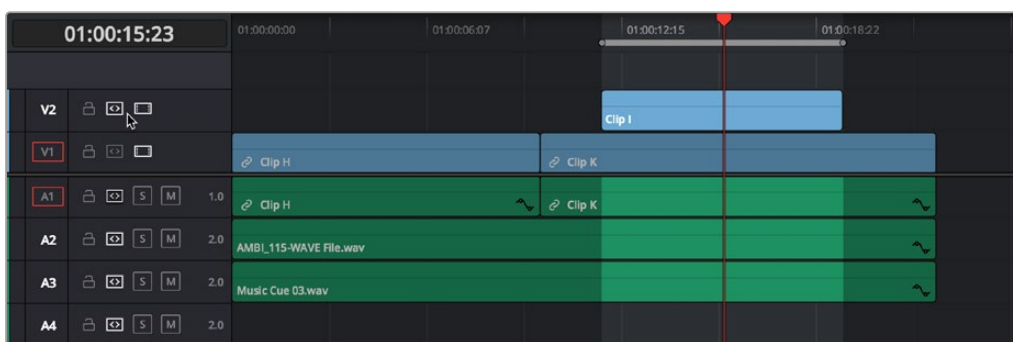 01:00:15:23
01:00:00:00 01:00:06:07 01:00:12:15 01:00:18:22
V2 Clip I
V1 Clip H Clip K
A1 S M 1.0 Clip H Clip K
A2 S M 2.0 AMBI_115-WAVE File.wav
A3 S M 2.0 Music Cue 03.wav
A4 S M 2.0